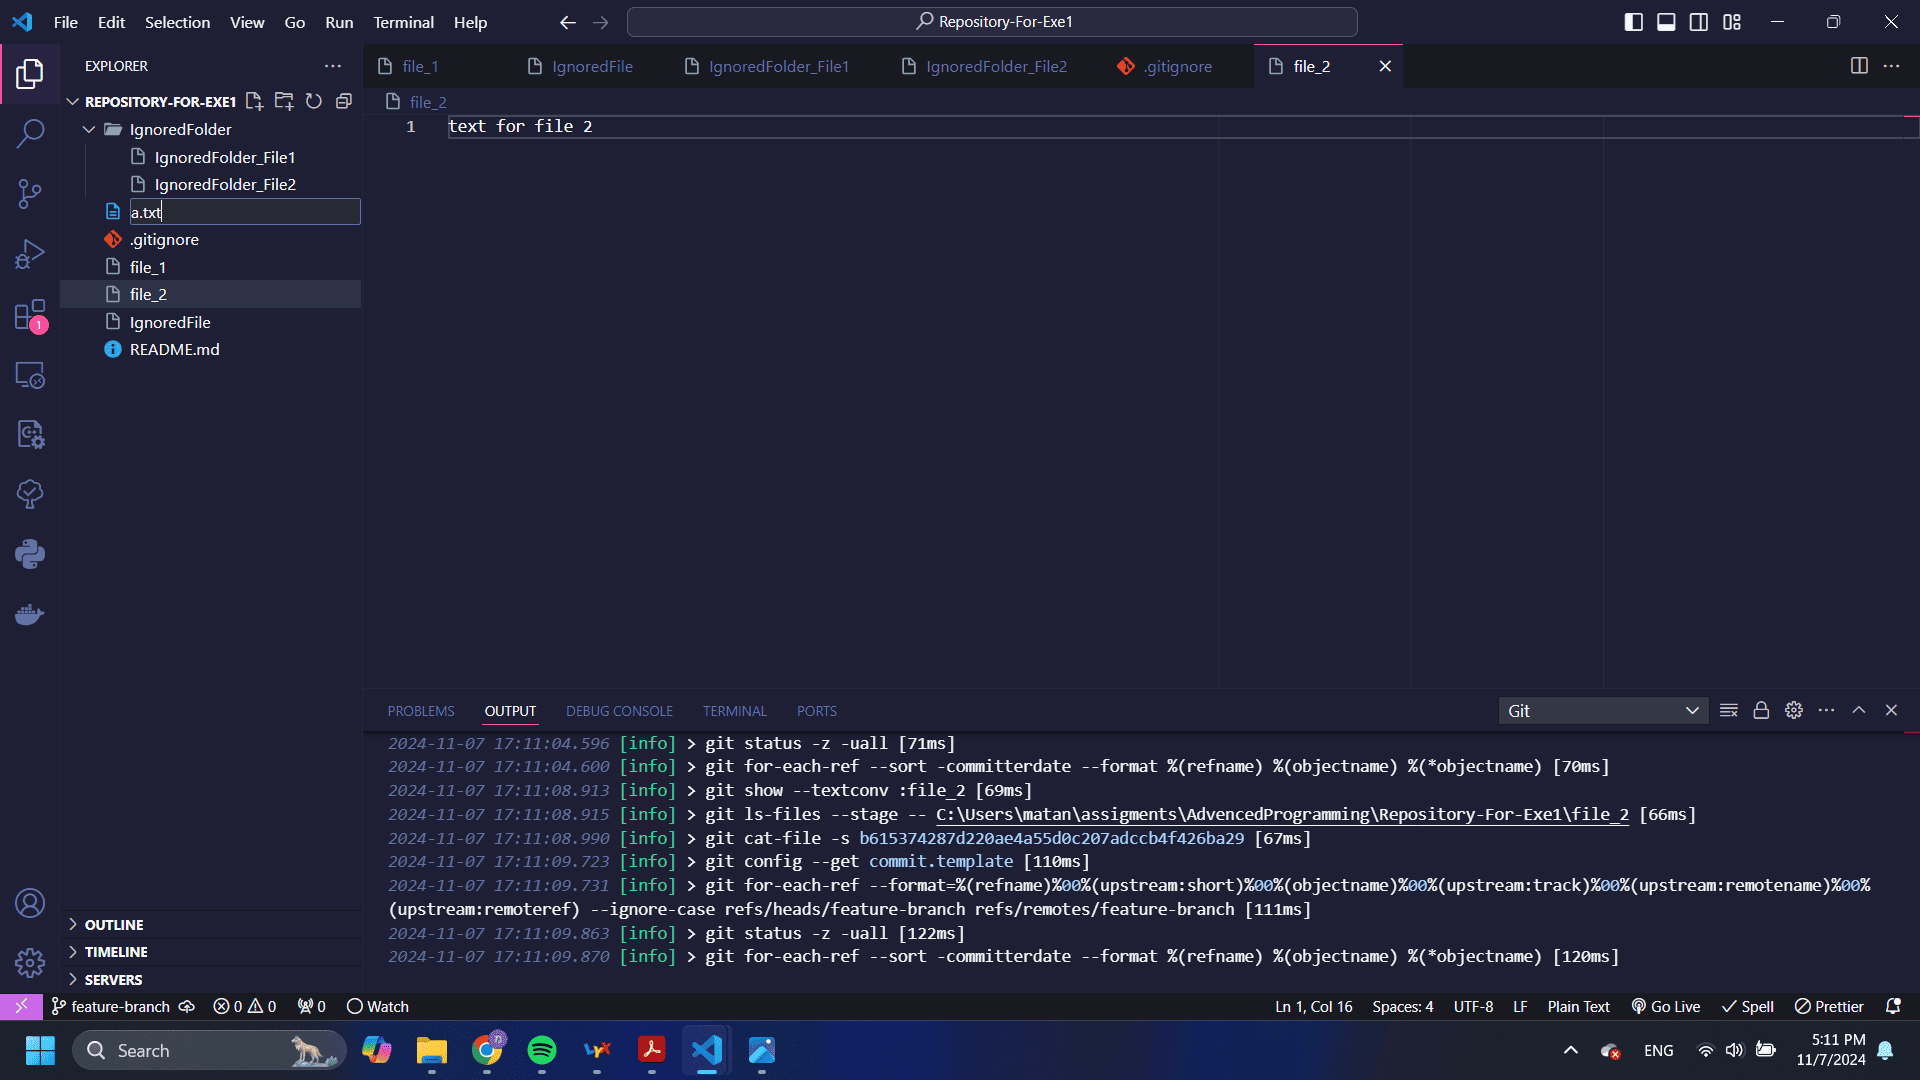 File Edit Selection View Go Run Terminal Help
Repository-For-Exe1
EXPLORER
REPOSITORY-FOR-EXE1
IgnoredFolder
IgnoredFolder_File1
IgnoredFolder_File2
a.txt
.gitignore
file_1
file_2
IgnoredFile
README.md
1
OUTLINE
TIMELINE
SERVERS
file_1 IgnoredFile IgnoredFolder_File1 IgnoredFolder_File2 .gitignore file_2
file_2
1 text for file 2
PROBLEMS OUTPUT DEBUG CONSOLE TERMINAL PORTS
Git
2024-11-07 17:11:04.596 [info] > git status -z -uall [71ms]
2024-11-07 17:11:04.600 [info] > git for-each-ref --sort -committerdate --format %(refname) %(objectname) %(*objectname) [70ms]
2024-11-07 17:11:08.913 [info] > git show --textconv :file_2 [69ms]
2024-11-07 17:11:08.915 [info] > git ls-files --stage -- C:\Users\matan\assigments\AdvencedProgramming\Repository-For-Exe1\file_2 [66ms]
2024-11-07 17:11:08.990 [info] > git cat-file -s b615374287d220ae4a55d0c207adccb4f426ba29 [67ms]
2024-11-07 17:11:09.723 [info] > git config --get commit.template [110ms]
2024-11-07 17:11:09.731 [info] > git for-each-ref --format=%(refname)%00%(upstream:short)%00%(objectname)%00%(upstream:track)%00%(upstream:remotename)%00%
(upstream:remoteref) --ignore-case refs/heads/feature-branch refs/remotes/feature-branch [111ms]
2024-11-07 17:11:09.863 [info] > git status -z -uall [122ms]
2024-11-07 17:11:09.870 [info] > git for-each-ref --sort -committerdate --format %(refname) %(objectname) %(*objectname) [120ms]
feature-branch 0 0 0 Watch
Ln 1, Col 16 Spaces: 4 UTF-8 LF Plain Text Go Live Spell Prettier
Search
ENG
5:11 PM
11/7/2024